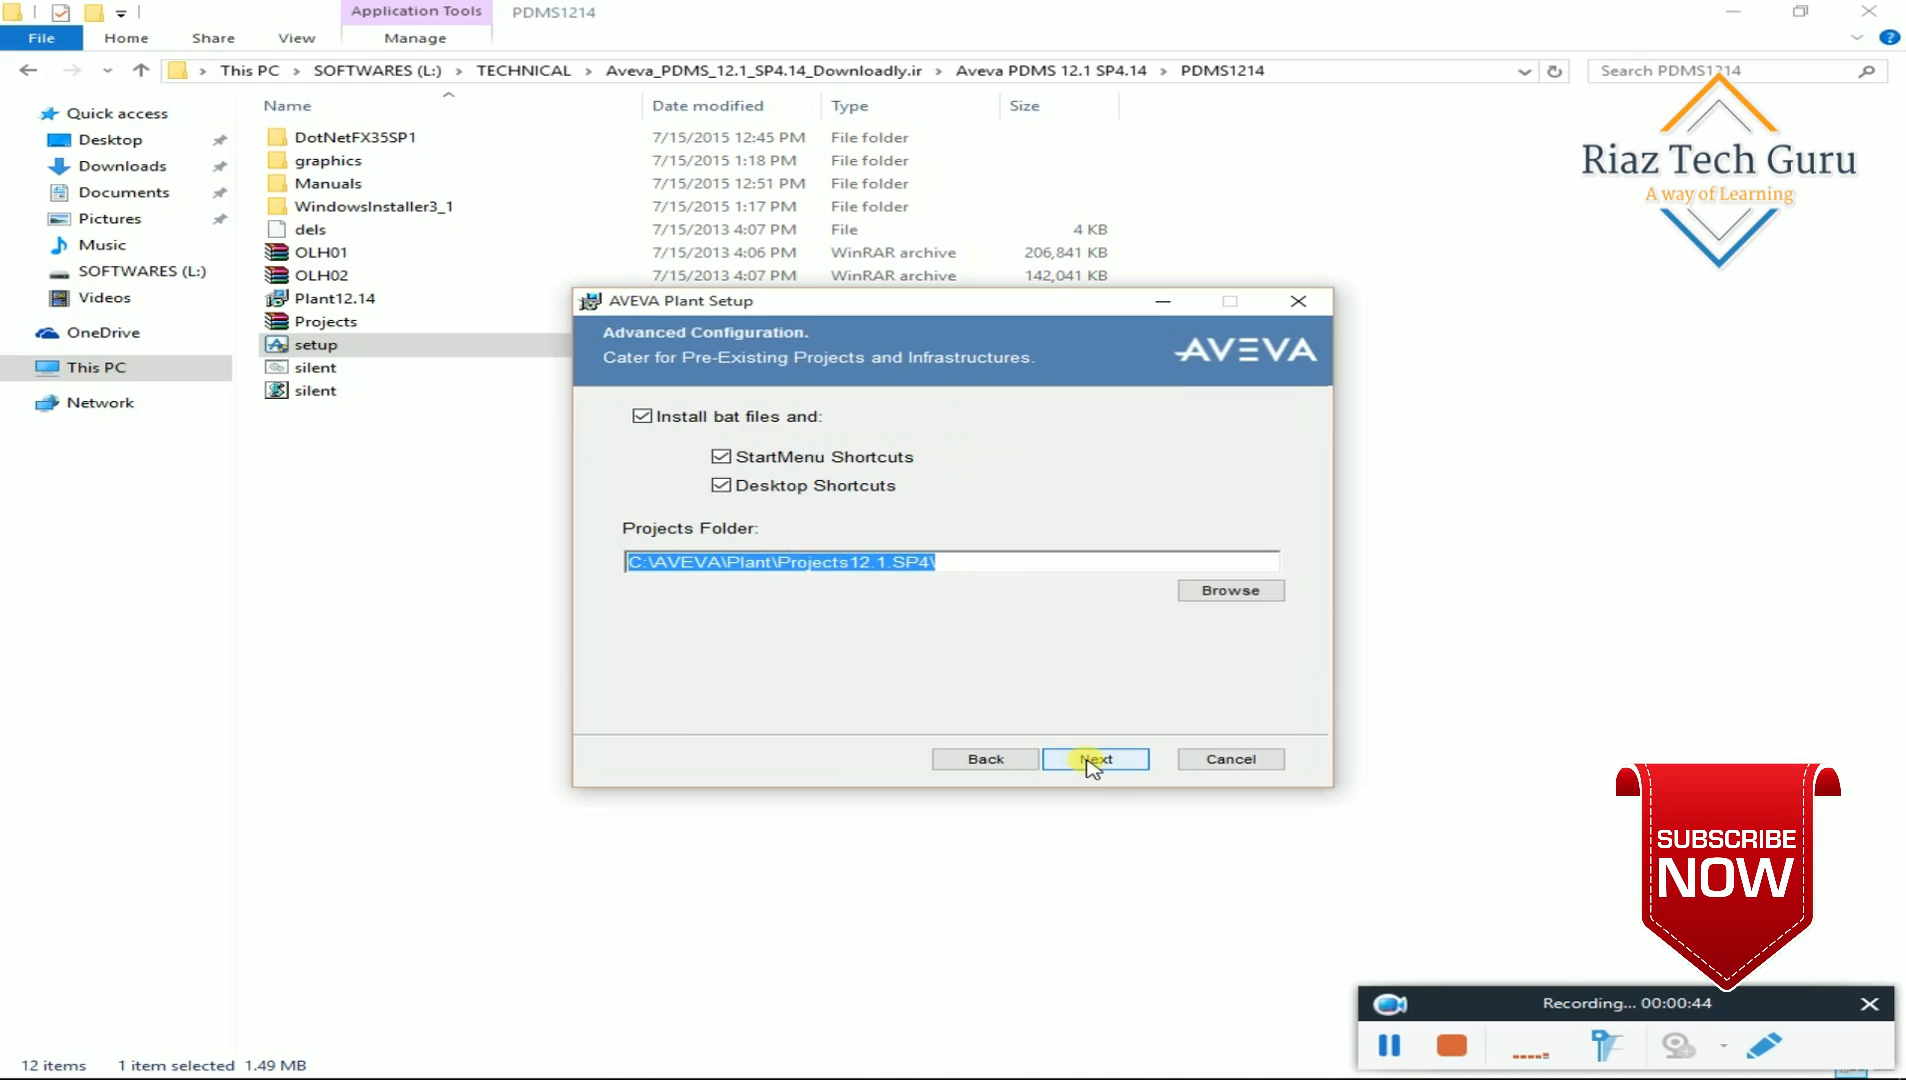 Application Tools PDMS1214
File Home Share View Manage
This PC SOFTWARES (L:) TECHNICAL Aveva_PDMS_12.1_SP4.14_Downloadly.ir Aveva PDMS 12.1 SP4.14 PDMS1214 Search PDMS1214
Name Date modified Type Size
Quick access
Desktop
Downloads
Documents
Pictures
Music
SOFTWARES (L:)
Videos
OneDrive
This PC
Network
DotNetFX35SP1 7/15/2015 12:45 PM File folder
graphics 7/15/2015 1:18 PM File folder
Manuals 7/15/2015 12:51 PM File folder
WindowsInstaller3_1 7/15/2015 1:17 PM File folder
dels 7/15/2013 4:07 PM File 4 KB
OLH01 7/15/2013 4:06 PM WinRAR archive 206,841 KB
OLH02 7/15/2013 4:07 PM WinRAR archive 142,041 KB
Plant12.14
Projects
setup
silent
silent
Riaz Tech Guru
A way of Learning
AVEVA Plant Setup
Advanced Configuration.
Cater for Pre-Existing Projects and Infrastructures.
AVEVA
Install bat files and:
StartMenu Shortcuts
Desktop Shortcuts
Projects Folder:
C:\AVEVA\Plant\Projects12.1.SP4\
Browse
Back Next Cancel
SUBSCRIBE
NOW
Recording... 00:00:44
12 items 1 item selected 1.49 MB